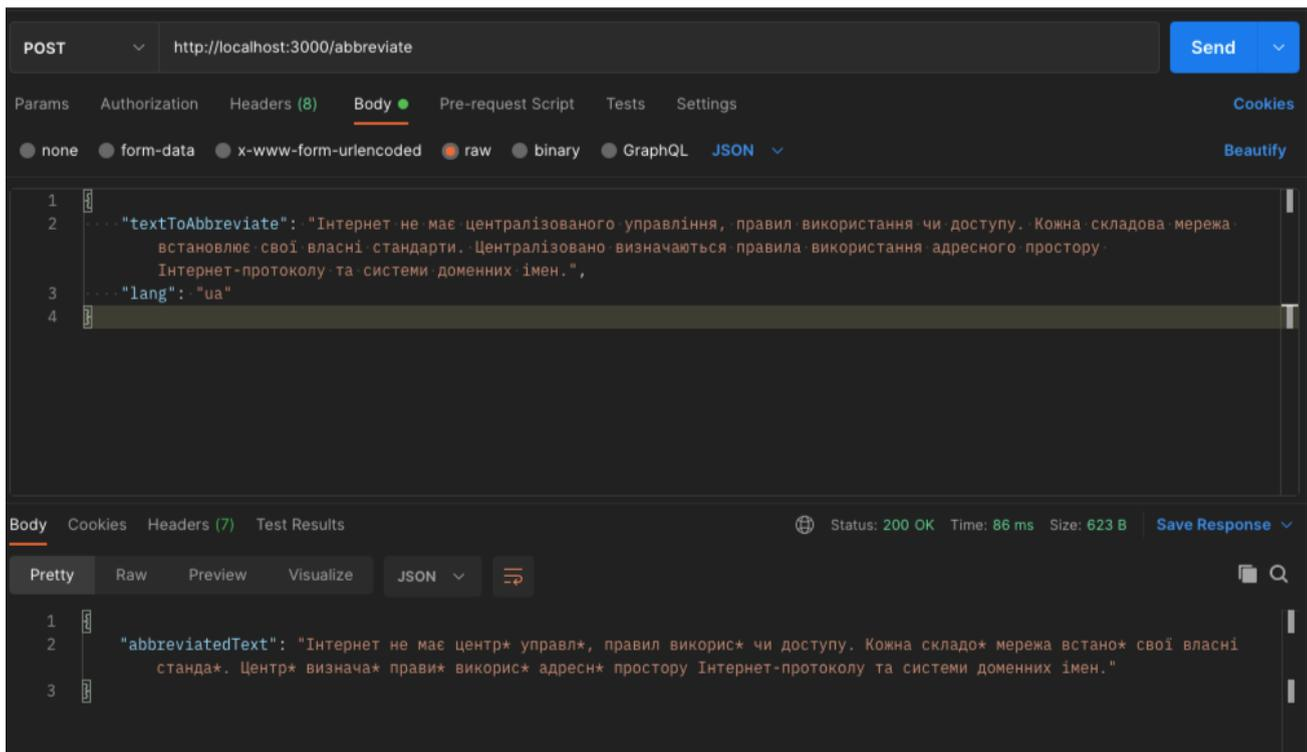 POST http://localhost:3000/abbreviate Send
Params Authorization Headers (8) Body Pre-request Script Tests Settings Cookies
none form-data x-www-form-urlencoded raw binary GraphQL JSON Beautify
1 {
2 "textToAbbreviate": "Інтернет не має централізованого управління, правил використання чи доступу. Кожна складова мережа
встановлює свої власні стандарти. Централізовано визначаються правила використання адресного простору
Інтернет-протоколу та системи доменних імен.",
3 "lang": "ua"
4 }
Body Cookies Headers (7) Test Results Status: 200 OK Time: 86 ms Size: 623 B Save Response
Pretty Raw Preview Visualize JSON
1 {
2 "abbreviatedText": "Інтернет не має центр* управл*, правил викорис* чи доступу. Кожна складо* мережа встано* свої власні
станда*. Центр* визнача* прави* викорис* адресн* простору Інтернет-протоколу та системи доменних імен."
3 }